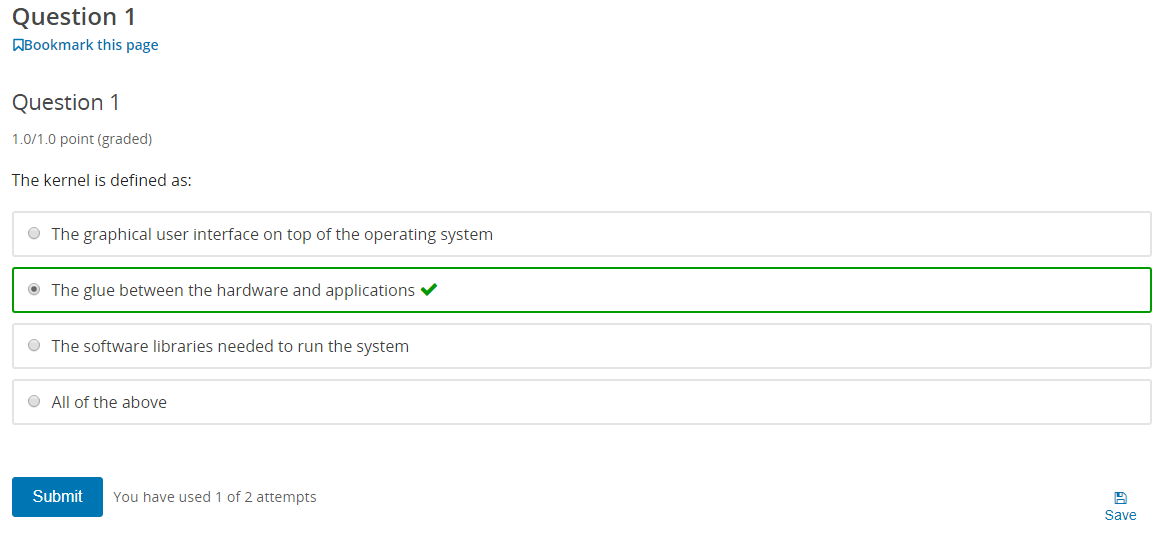 Question 1
Bookmark this page
Question 1
1.0/1.0 point (graded)
The kernel is defined as:
The graphical user interface on top of the operating system
The glue between the hardware and applications
The software libraries needed to run the system
All of the above
Submit
You have used 1 of 2 attempts
Save